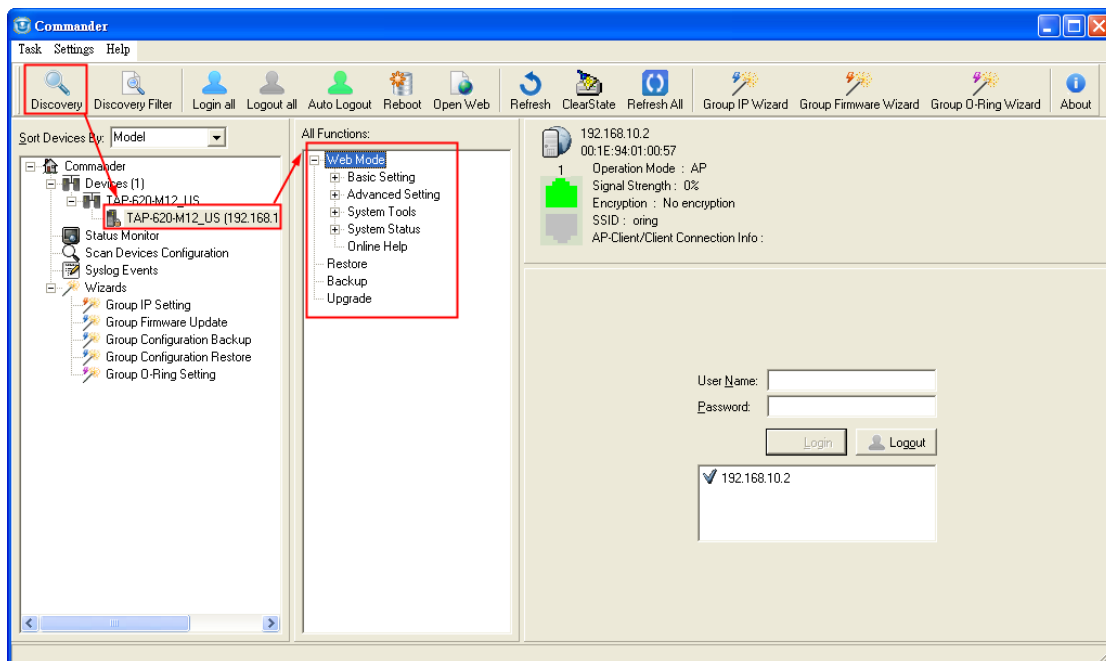 Commander
Task Settings Help
Discovery Discovery Filter Login all Logout all Auto Logout Reboot Open Web Refresh ClearState Refresh All Group IP Wizard Group Firmware Wizard Group O-Ring Wizard About
Sort Devices By: Model
Commander
Devices (1)
TAP-620-M12_US
TAP-620-M12_US (192.168.1
Status Monitor
Scan Devices Configuration
Syslog Events
Wizards
Group IP Setting
Group Firmware Update
Group Configuration Backup
Group Configuration Restore
Group O-Ring Setting
All Functions:
Web Mode
Basic Setting
Advanced Setting
System Tools
System Status
Online Help
Restore
Backup
Upgrade
192.168.10.2
00:1E:94:01:00:57
1
Operation Mode : AP
Signal Strength : 0%
Encryption : No encryption
SSID : oring
AP-Client/Client Connection Info :
User Name:
Password:
Login Logout
192.168.10.2